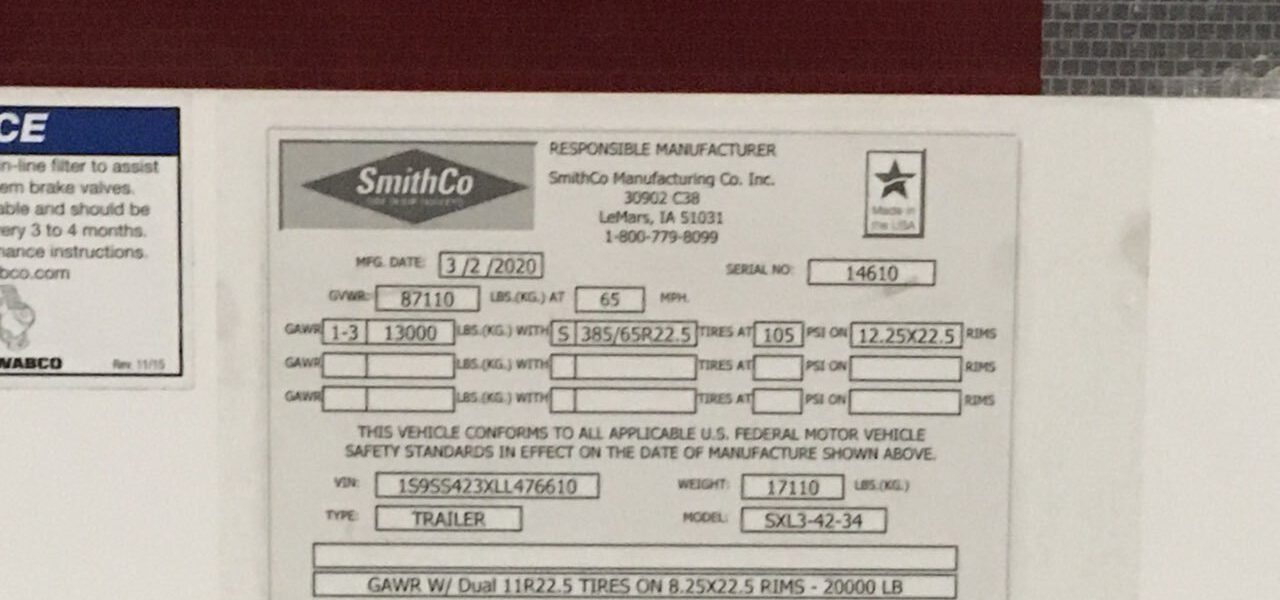 CE
in-line filter to assist
em brake valves.
able and should be
very 3 to 4 months.
nance instructions.
bco.com
WABCO Rev. 11/15
SmithCo
RESPONSIBLE MANUFACTURER
SmithCo Manufacturing Co. Inc.
30902 C38
LeMars, IA 51031
1-800-779-8099
Made in
the USA
MFG. DATE: 3 /2 /2020 SERIAL NO: 14610
GVWR: 87110 LBS.(KG.) AT 65 MPH.
GAWR 1-3 13000 LBS.(KG.) WITH S 385/65R22.5 TIRES AT 105 PSI ON 12.25X22.5 RIMS
GAWR LBS.(KG.) WITH TIRES AT PSI ON RIMS
GAWR LBS.(KG.) WITH TIRES AT PSI ON RIMS
THIS VEHICLE CONFORMS TO ALL APPLICABLE U.S. FEDERAL MOTOR VEHICLE
SAFETY STANDARDS IN EFFECT ON THE DATE OF MANUFACTURE SHOWN ABOVE.
VIN: 1S9SS423XLL476610 WEIGHT: 17110 LBS.(KG.)
TYPE: TRAILER MODEL: SXL3-42-34
GAWR W/ Dual 11R22.5 TIRES ON 8.25X22.5 RIMS - 20000 LB